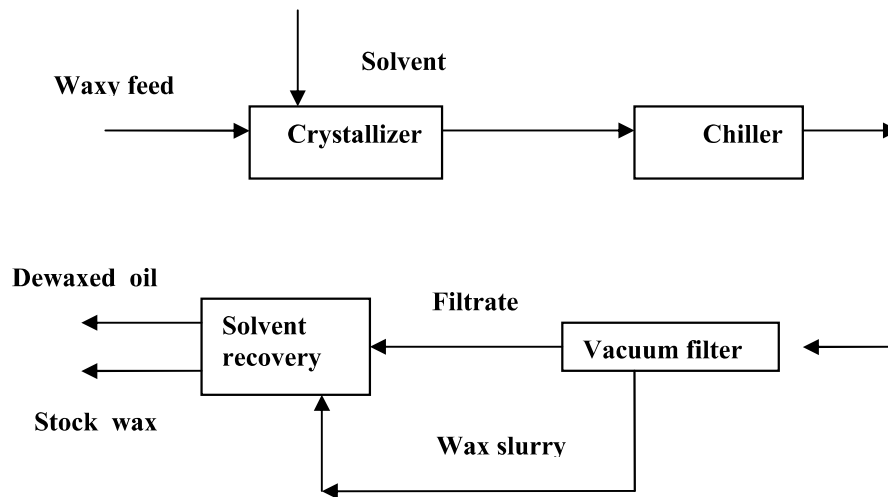 Solvent
Waxy feed
Crystallizer
Chiller
Dewaxed oil
Filtrate
Solvent
recovery
Vacuum filter
Stock wax
Wax slurry